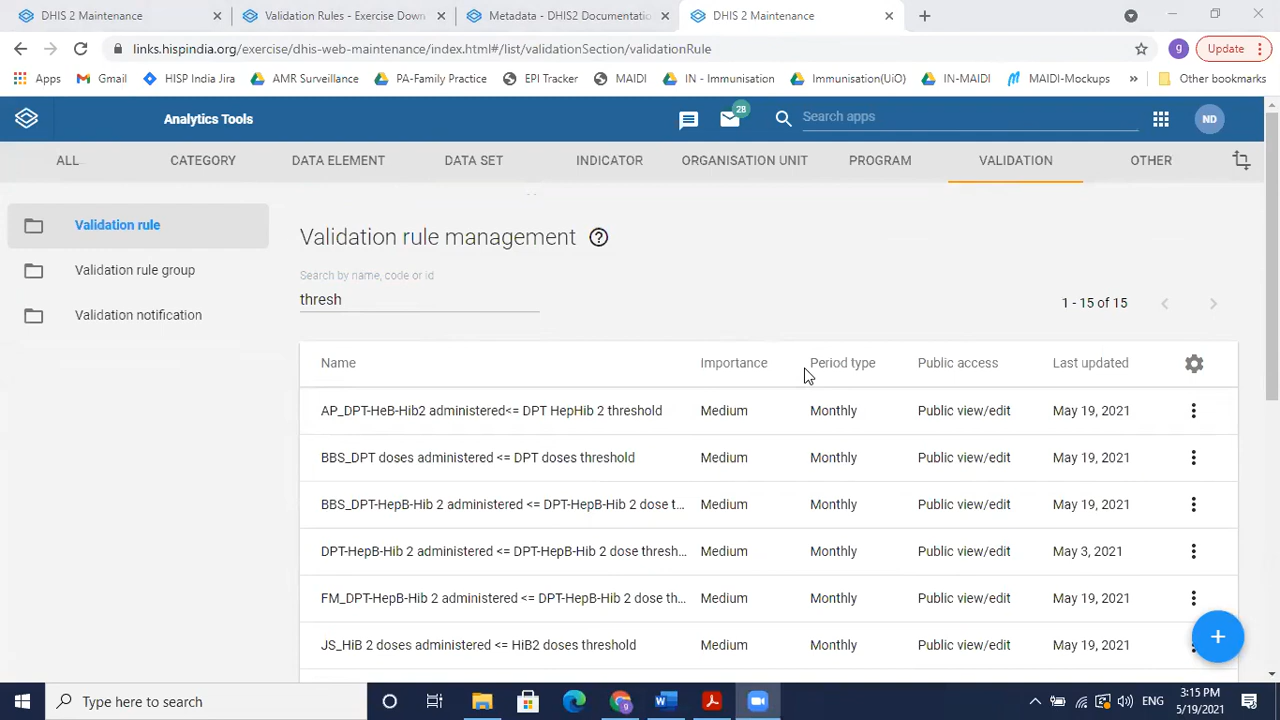 DHIS 2 Maintenance
Validation Rules - Exercise Down
Metadata - DHIS2 Documentatio
DHIS 2 Maintenance
links.hispindia.org/exercise/dhis-web-maintenance/index.html#/list/validationSection/validationRule
g
Update
Apps
Gmail
HISP India Jira
AMR Surveillance
PA-Family Practice
EPI Tracker
MAIDI
IN - Immunisation
Immunisation(UiO)
IN-MAIDI
MAIDI-Mockups
»
Other bookmarks
Analytics Tools
28
Search apps
ND
ALL
CATEGORY
DATA ELEMENT
DATA SET
INDICATOR
ORGANISATION UNIT
PROGRAM
VALIDATION
OTHER
Validation rule
Validation rule group
Validation notification
Validation rule management ?
Search by name, code or id
thresh
1 - 15 of 15
Name Importance Period type Public access Last updated
AP_DPT-HeB-Hib2 administered<= DPT HepHib 2 threshold Medium Monthly Public view/edit May 19, 2021
BBS_DPT doses administered <= DPT doses threshold Medium Monthly Public view/edit May 19, 2021
BBS_DPT-HepB-Hib 2 administered <= DPT-HepB-Hib 2 dose t... Medium Monthly Public view/edit May 19, 2021
DPT-HepB-Hib 2 administered <= DPT-HepB-Hib 2 dose thresh... Medium Monthly Public view/edit May 3, 2021
FM_DPT-HepB-Hib 2 administered <= DPT-HepB-Hib 2 dose th... Medium Monthly Public view/edit May 19, 2021
JS_HiB 2 doses administered <= HiB2 doses threshold Medium Monthly Public view/edit May 19, 2021
+
Type here to search
ENG
3:15 PM
5/19/2021